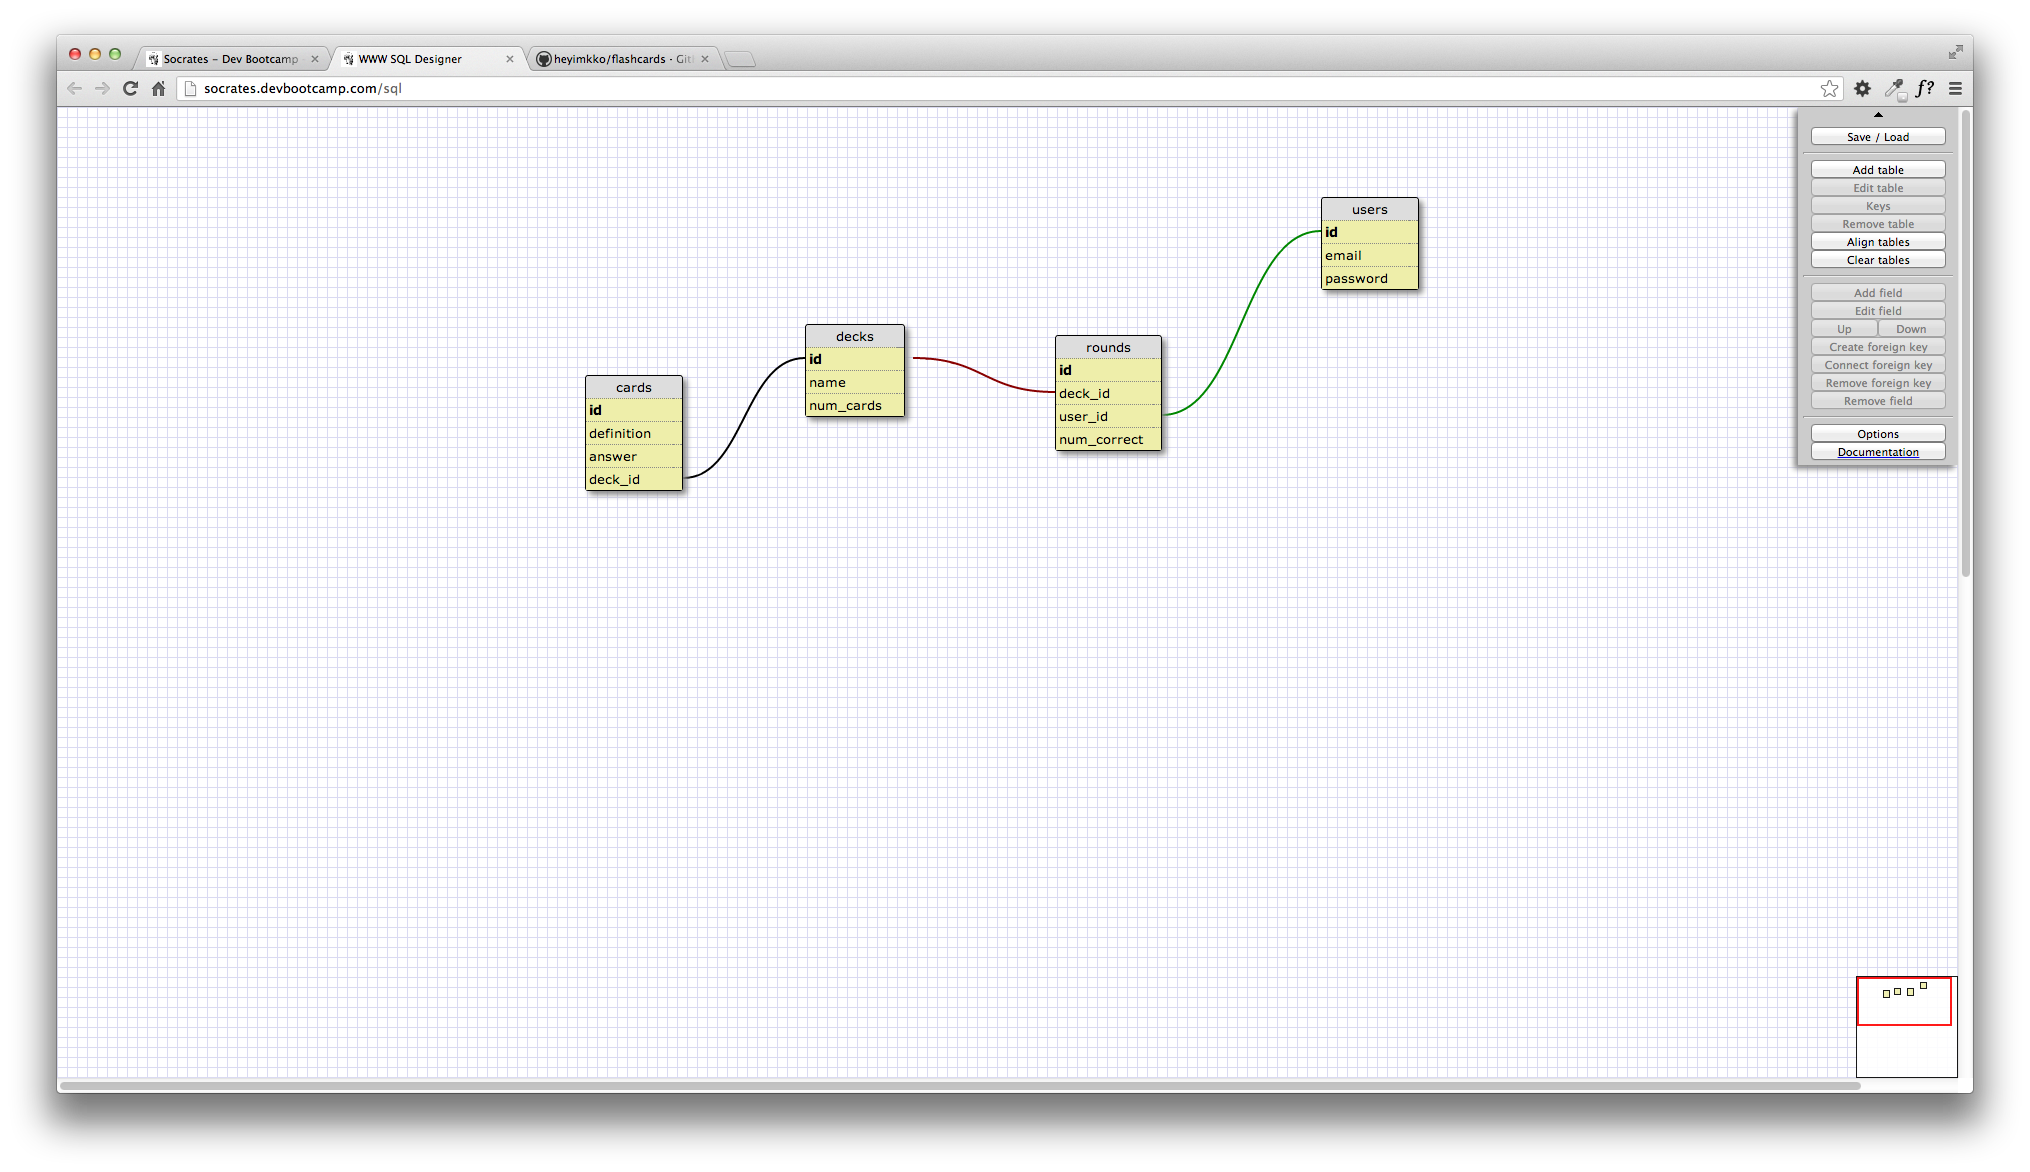 Socrates – Dev Bootcamp
WWW SQL Designer
heyimkko/flashcards · Git
socrates.devbootcamp.com/sql
f?
Save / Load
Add table
Edit table
Keys
Remove table
Align tables
Clear tables
Add field
Edit field
Up Down
Create foreign key
Connect foreign key
Remove foreign key
Remove field
Options
Documentation
users
id
email
password
decks
id
name
num_cards
rounds
id
deck_id
user_id
num_correct
cards
id
definition
answer
deck_id